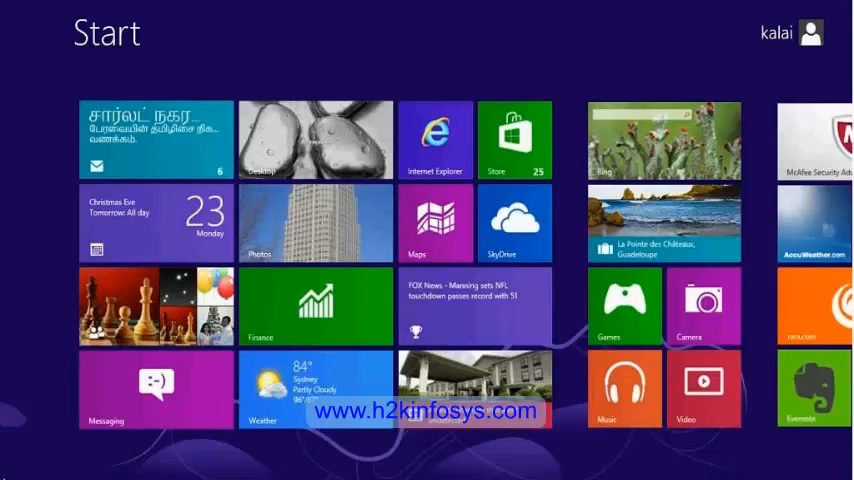 Start
kalai
சார்லட் நகர...
பேரவையின் தமிழிசை நிக...
வணக்கம்.
6
Desktop
Internet Explorer
Store
25
Bing
McAfee Security Adv
Christmas Eve
Tomorrow: All day
23
Monday
Photos
Maps
SkyDrive
La Pointe des Châteaux,
Guadeloupe
AccuWeather.com
Finance
FOX News - Manning sets NFL
touchdown passes record with 51
Games
Camera
rara.com
Messaging
84°
Sydney
Partly Cloudy
96°/
Weather
www.h2kinfosys.com
Music
Video
Evernote